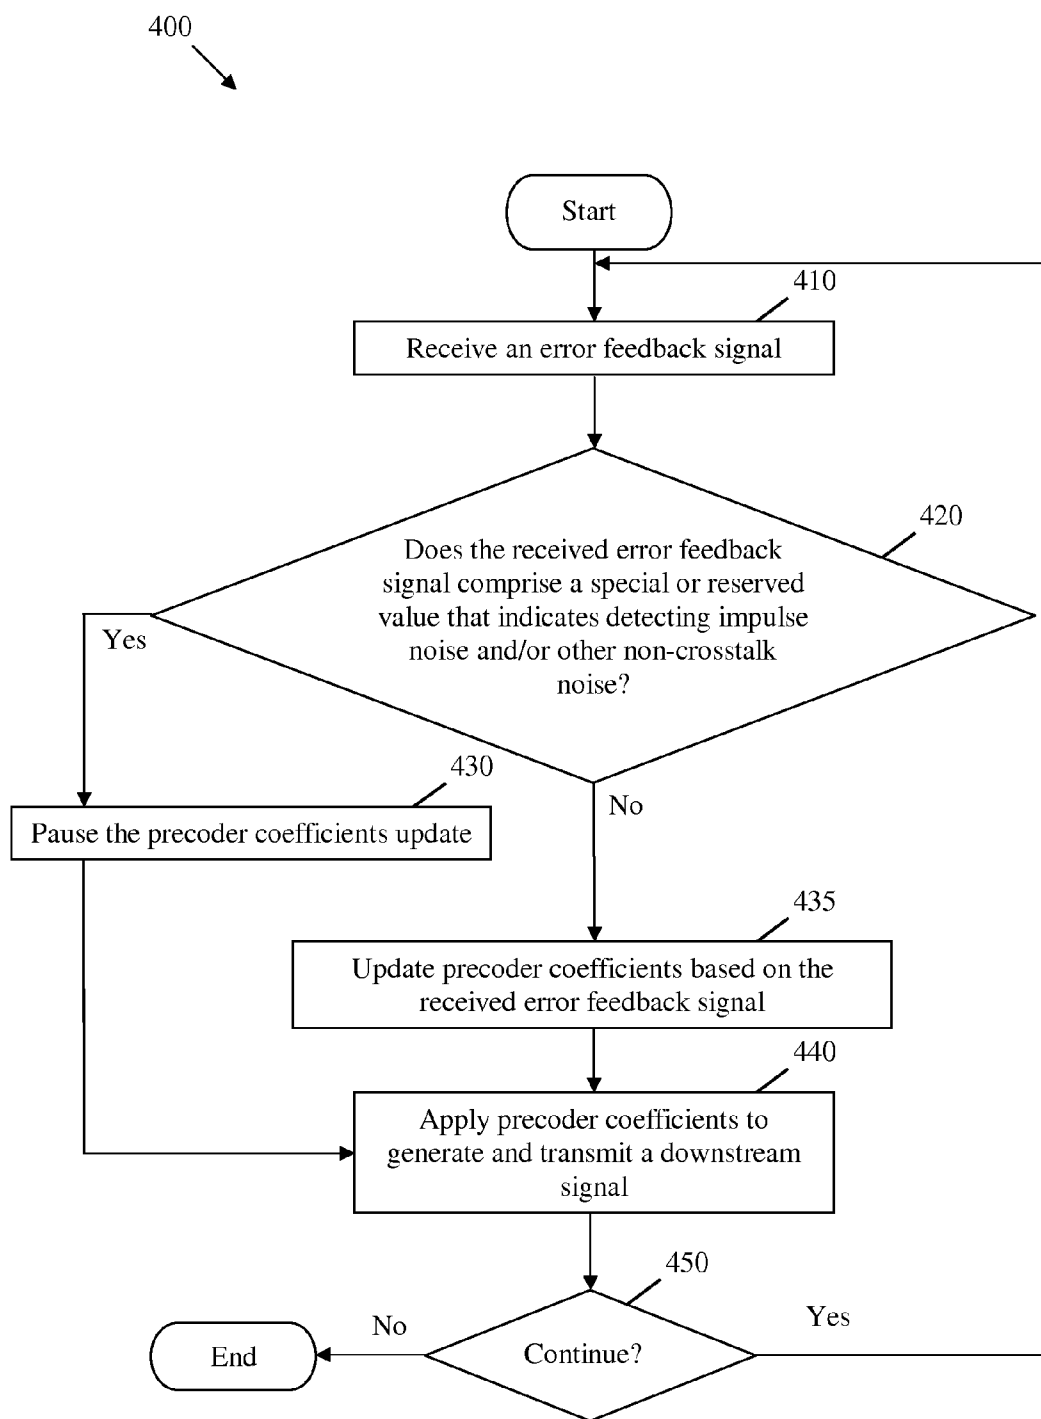 400
Start
410
Receive an error feedback signal
420
Does the received error feedback
signal comprise a special or reserved
value that indicates detecting impulse
noise and/or other non-crosstalk
noise?
Yes
430
No
Pause the precoder coefficients update
435
Update precoder coefficients based on the
received error feedback signal
440
Apply precoder coefficients to
generate and transmit a downstream
signal
450
No
Yes
Continue?
End